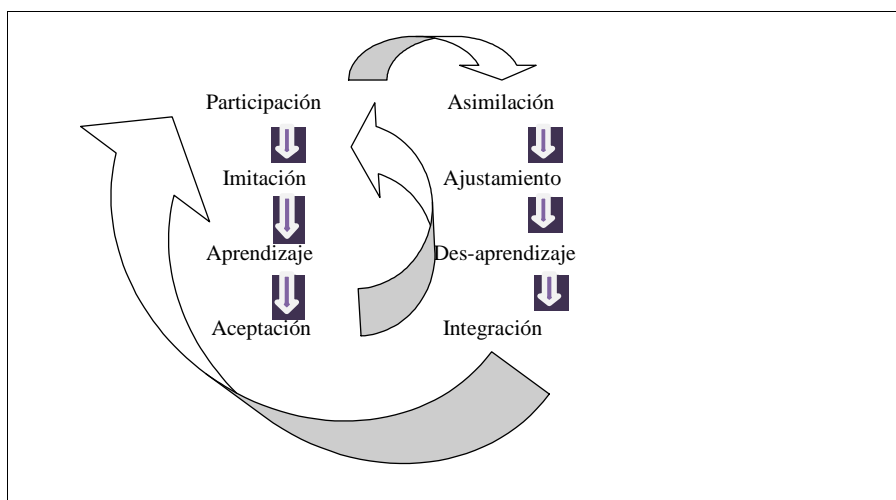 Participación
Asimilación
Imitación
Ajustamiento
Aprendizaje
Des-aprendizaje
Aceptación
Integración